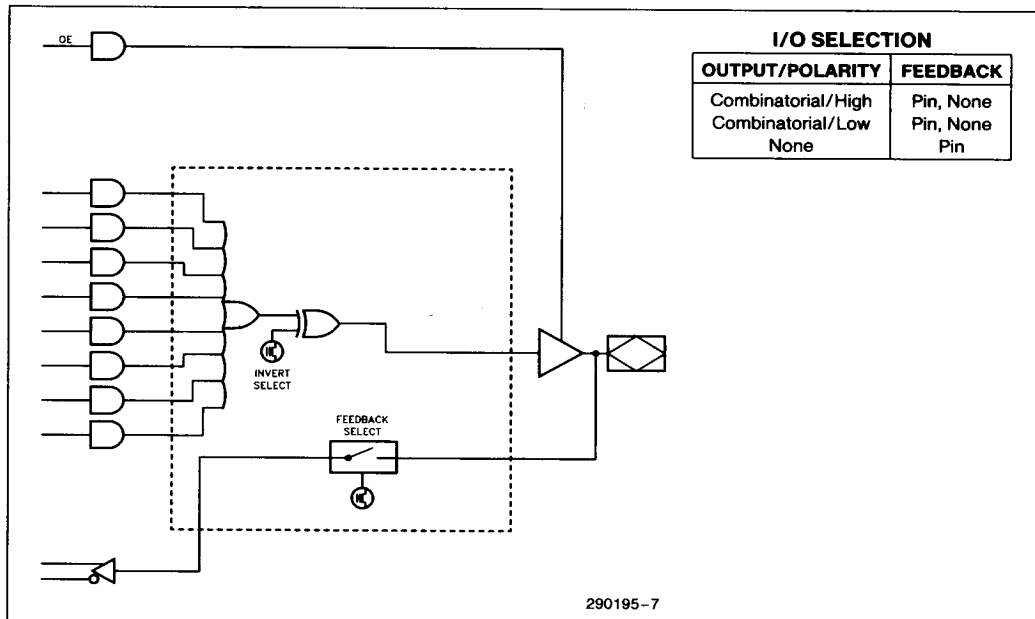 OE
I/O SELECTION
OUTPUT/POLARITY FEEDBACK
Combinatorial/High Pin, None
Combinatorial/Low Pin, None
None Pin
INVERT
SELECT
FEEDBACK
SELECT
290195-7